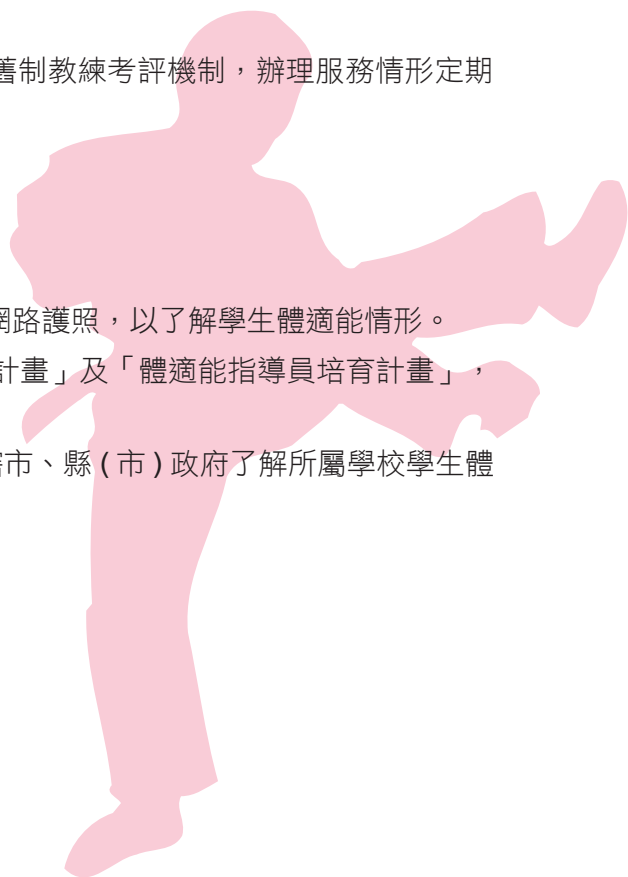 舊制教練考評機制，辦理服務情形定期
網路護照，以了解學生體適能情形。
計畫」及「體適能指導員培育計畫」，
轄市、縣 ( 市 ) 政府了解所屬學校學生體